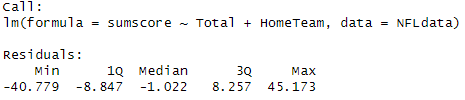 Call:
lm(formula = sumscore ~ Total + HomeTeam, data = NFLdata)
Residuals:
Min 1Q Median 3Q Max
-40.779 -8.847 -1.022 8.257 45.173